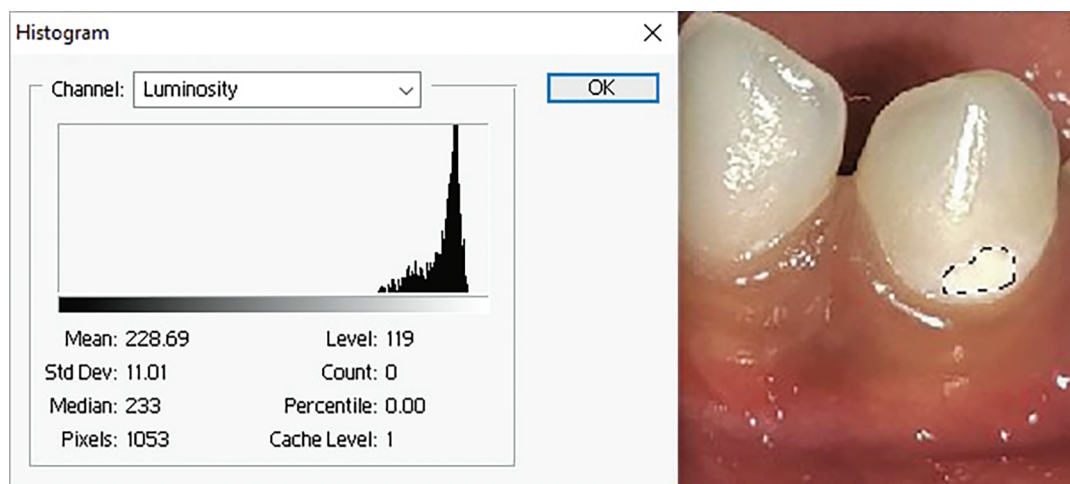 Histogram
Channel: Luminosity
OK
Mean: 228.69 Level: 119
Std Dev: 11.01 Count: 0
Median: 233 Percentile: 0.00
Pixels: 1053 Cache Level: 1